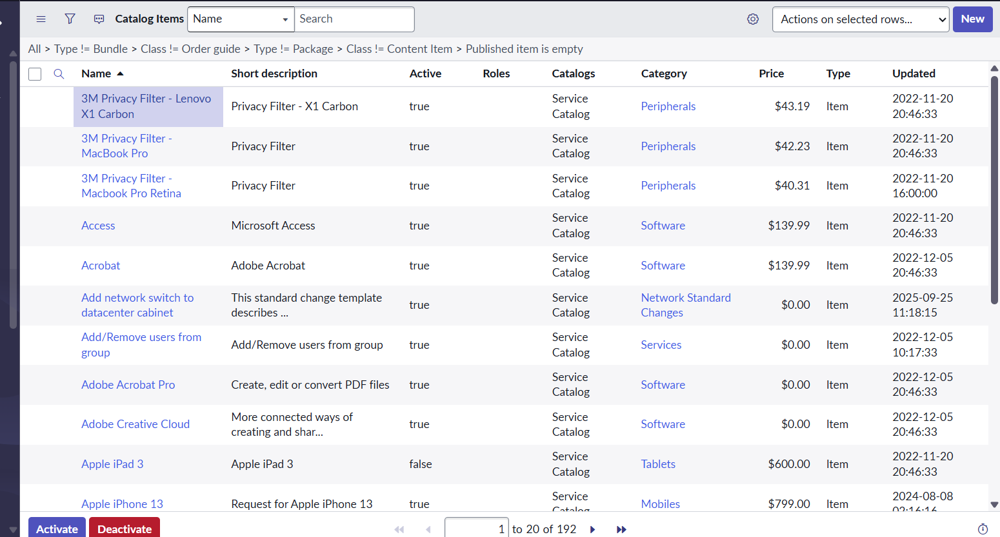 Catalog Items Name Search Actions on selected rows... New
All > Type != Bundle > Class != Order guide > Type != Package > Class != Content Item > Published item is empty
Name Short description Active Roles Catalogs Category Price Type Updated
3M Privacy Filter - Lenovo
X1 Carbon
Privacy Filter - X1 Carbon
true
Service
Catalog
Peripherals
$43.19
Item
2022-11-20
20:46:33
3M Privacy Filter -
MacBook Pro
Privacy Filter
true
Service
Catalog
Peripherals
$42.23
Item
2022-11-20
20:46:33
3M Privacy Filter -
Macbook Pro Retina
Privacy Filter
true
Service
Catalog
Peripherals
$40.31
Item
2022-11-20
16:00:00
Access
Microsoft Access
true
Service
Catalog
Software
$139.99
Item
2022-11-20
20:46:33
Acrobat
Adobe Acrobat
true
Service
Catalog
Software
$139.99
Item
2022-12-05
20:46:33
Add network switch to
datacenter cabinet
This standard change template
describes ...
true
Service
Catalog
Network Standard
Changes
$0.00
Item
2025-09-25
11:18:15
Add/Remove users from
group
Add/Remove users from group
true
Service
Catalog
Services
$0.00
Item
2022-12-05
10:17:33
Adobe Acrobat Pro
Create, edit or convert PDF files
true
Service
Catalog
Software
$0.00
Item
2022-12-05
20:46:33
Adobe Creative Cloud
More connected ways of
creating and shar...
true
Service
Catalog
Software
$0.00
Item
2022-12-05
20:46:33
Apple iPad 3
Apple iPad 3
false
Service
Catalog
Tablets
$600.00
Item
2022-11-20
20:46:33
Apple iPhone 13
Request for Apple iPhone 13
true
Service
Catalog
Mobiles
$799.00
Item
2024-08-08
02:16:16
Activate Deactivate 1 to 20 of 192